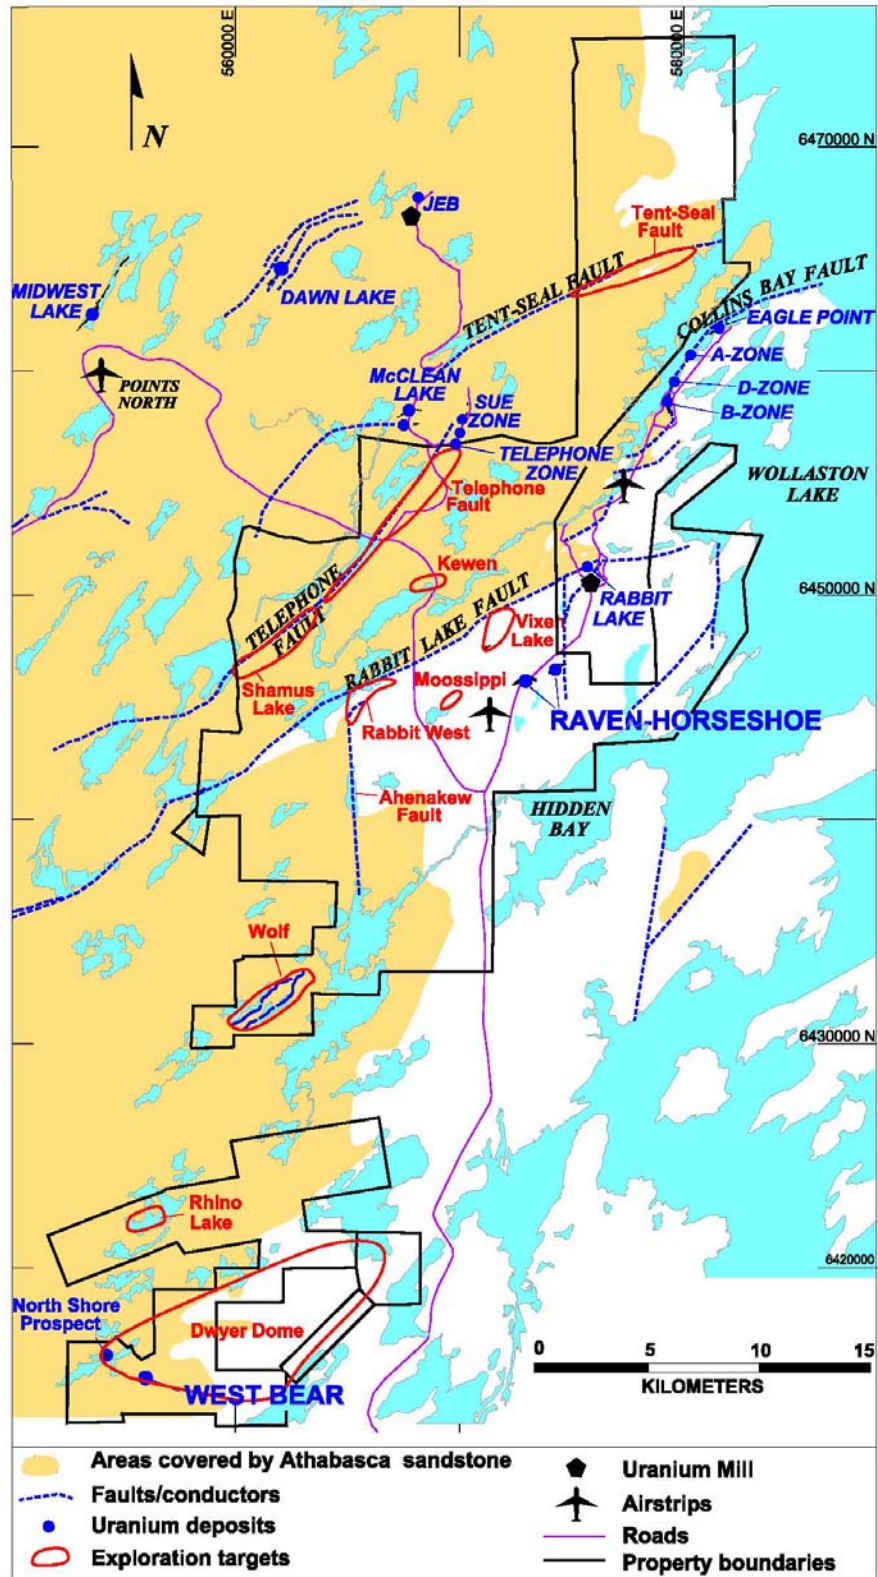 560000 E
580000 E
N
6470000 N
JEB
Tent-Seal
Fault
MIDWEST
LAKE
DAWN LAKE
TENT-SEAL FAULT
COLLINS BAY FAULT
EAGLE POINT
A-ZONE
D-ZONE
B-ZONE
POINTS
NORTH
McCLEAN
LAKE
SUE
ZONE
TELEPHONE
ZONE
WOLLASTON
LAKE
Telephone
Fault
Kewen
6450000 N
TELEPHONE
FAULT
RABBIT LAKE FAULT
RABBIT
LAKE
Vixen
Lake
Shamus
Lake
Moossippi
Rabbit West
RAVEN-HORSESHOE
Ahenakew
Fault
HIDDEN
BAY
Wolf
6430000 N
Rhino
Lake
6420000
North Shore
Prospect
Dwyer Dome
WEST BEAR
0 5 10 15
KILOMETERS
Areas covered by Athabasca sandstone
Faults/conductors
Uranium deposits
Exploration targets
Uranium Mill
Airstrips
Roads
Property boundaries